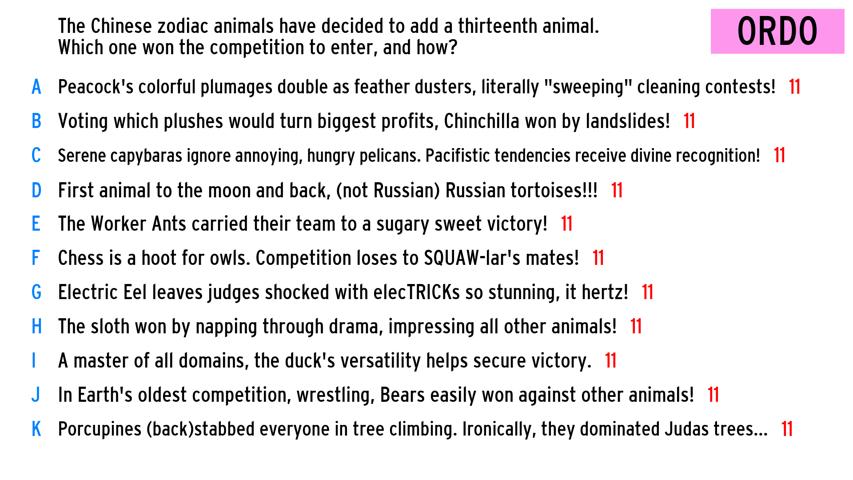 The Chinese zodiac animals have decided to add a thirteenth animal.
Which one won the competition to enter, and how?
ORDO
A Peacock's colorful plumages double as feather dusters, literally "sweeping" cleaning contests! 11
B Voting which plushes would turn biggest profits, Chinchilla won by landslides! 11
C Serene capybaras ignore annoying, hungry pelicans. Pacifistic tendencies receive divine recognition! 11
D First animal to the moon and back, (not Russian) Russian tortoises!!! 11
E The Worker Ants carried their team to a sugary sweet victory! 11
F Chess is a hoot for owls. Competition loses to SQUAW-lar's mates! 11
G Electric Eel leaves judges shocked with elecTRICKs so stunning, it hertz! 11
H The sloth won by napping through drama, impressing all other animals! 11
I A master of all domains, the duck's versatility helps secure victory. 11
J In Earth's oldest competition, wrestling, Bears easily won against other animals! 11
K Porcupines (back)stabbed everyone in tree climbing. Ironically, they dominated Judas trees... 11